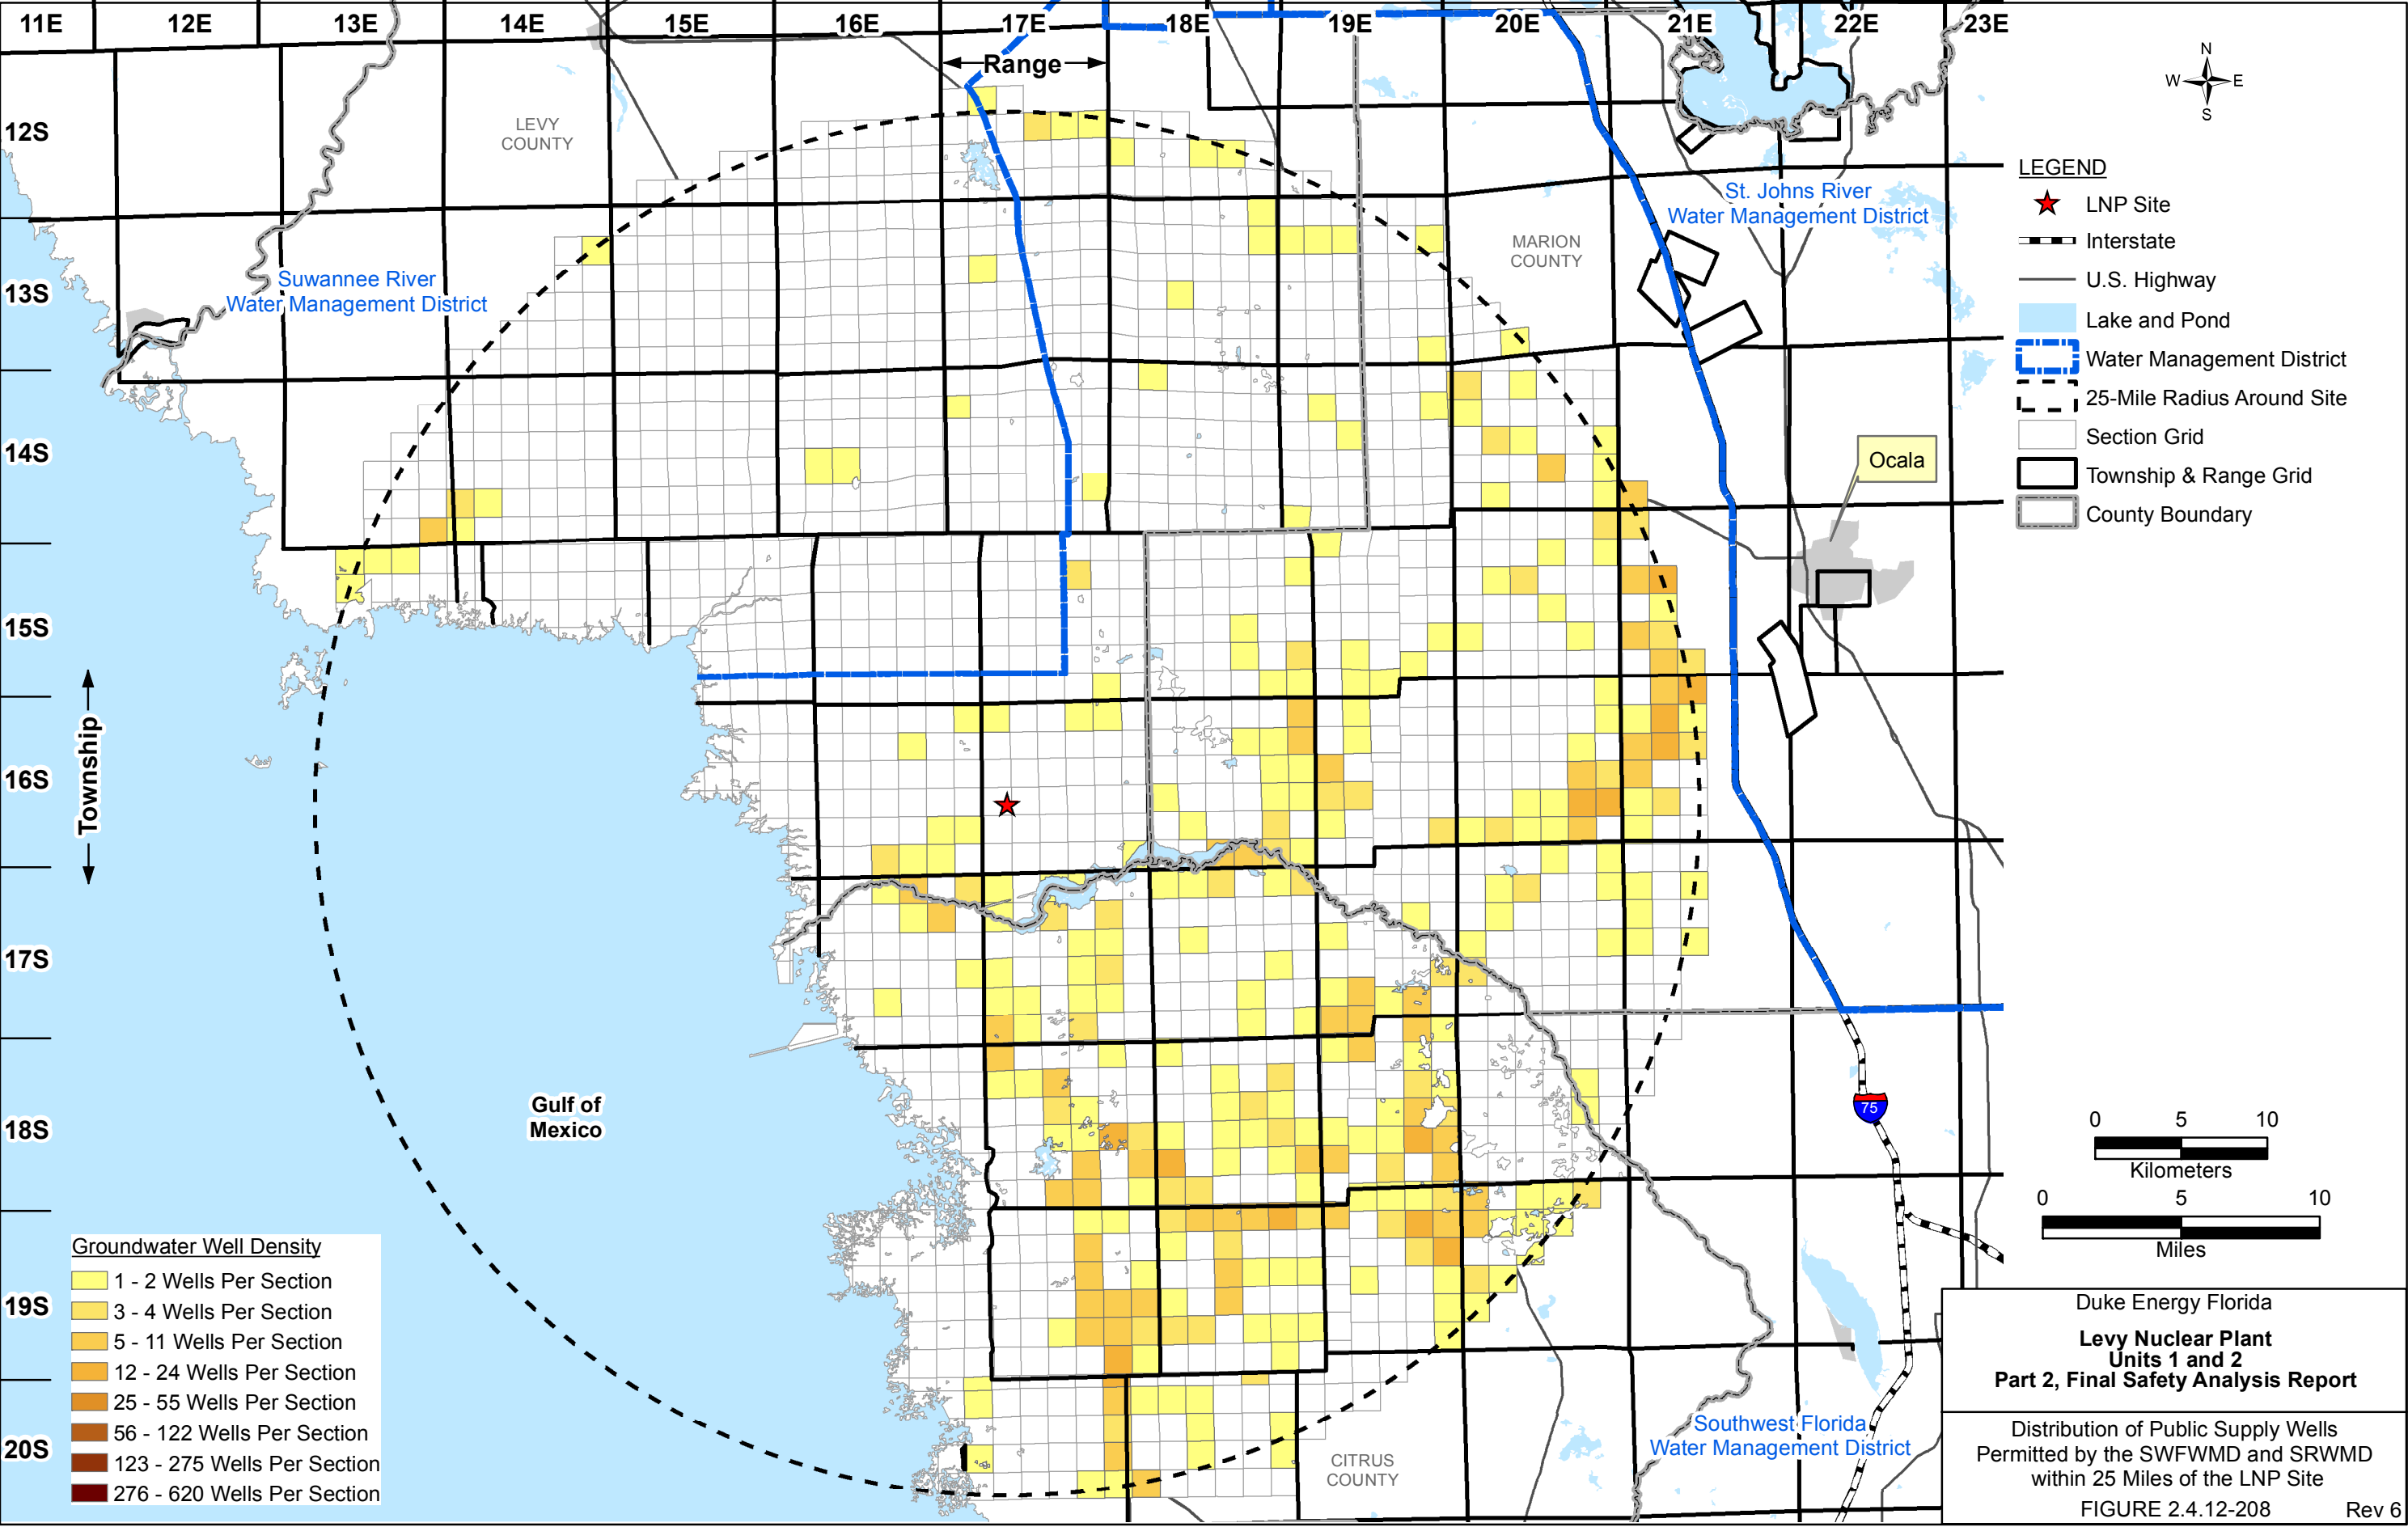 11E 12E 13E 14E 15E 16E 17E 18E 19E 20E 21E 22E 23E
Range
N
W E
S
12S
13S
14S
15S
16S
17S
18S
19S
20S
Township
LEVY
COUNTY
MARION
COUNTY
CITRUS
COUNTY
Suwannee River
Water Management District
St. Johns River
Water Management District
Southwest Florida
Water Management District
Ocala
Gulf of
Mexico
75
LEGEND
LNP Site
Interstate
U.S. Highway
Lake and Pond
Water Management District
25-Mile Radius Around Site
Section Grid
Township & Range Grid
County Boundary
0 5 10
Kilometers
0 5 10
Miles
Groundwater Well Density
1 - 2 Wells Per Section
3 - 4 Wells Per Section
5 - 11 Wells Per Section
12 - 24 Wells Per Section
25 - 55 Wells Per Section
56 - 122 Wells Per Section
123 - 275 Wells Per Section
276 - 620 Wells Per Section
Duke Energy Florida
Levy Nuclear Plant
Units 1 and 2
Part 2, Final Safety Analysis Report
Distribution of Public Supply Wells
Permitted by the SWFWMD and SRWMD
within 25 Miles of the LNP Site
FIGURE 2.4.12-208 Rev 6